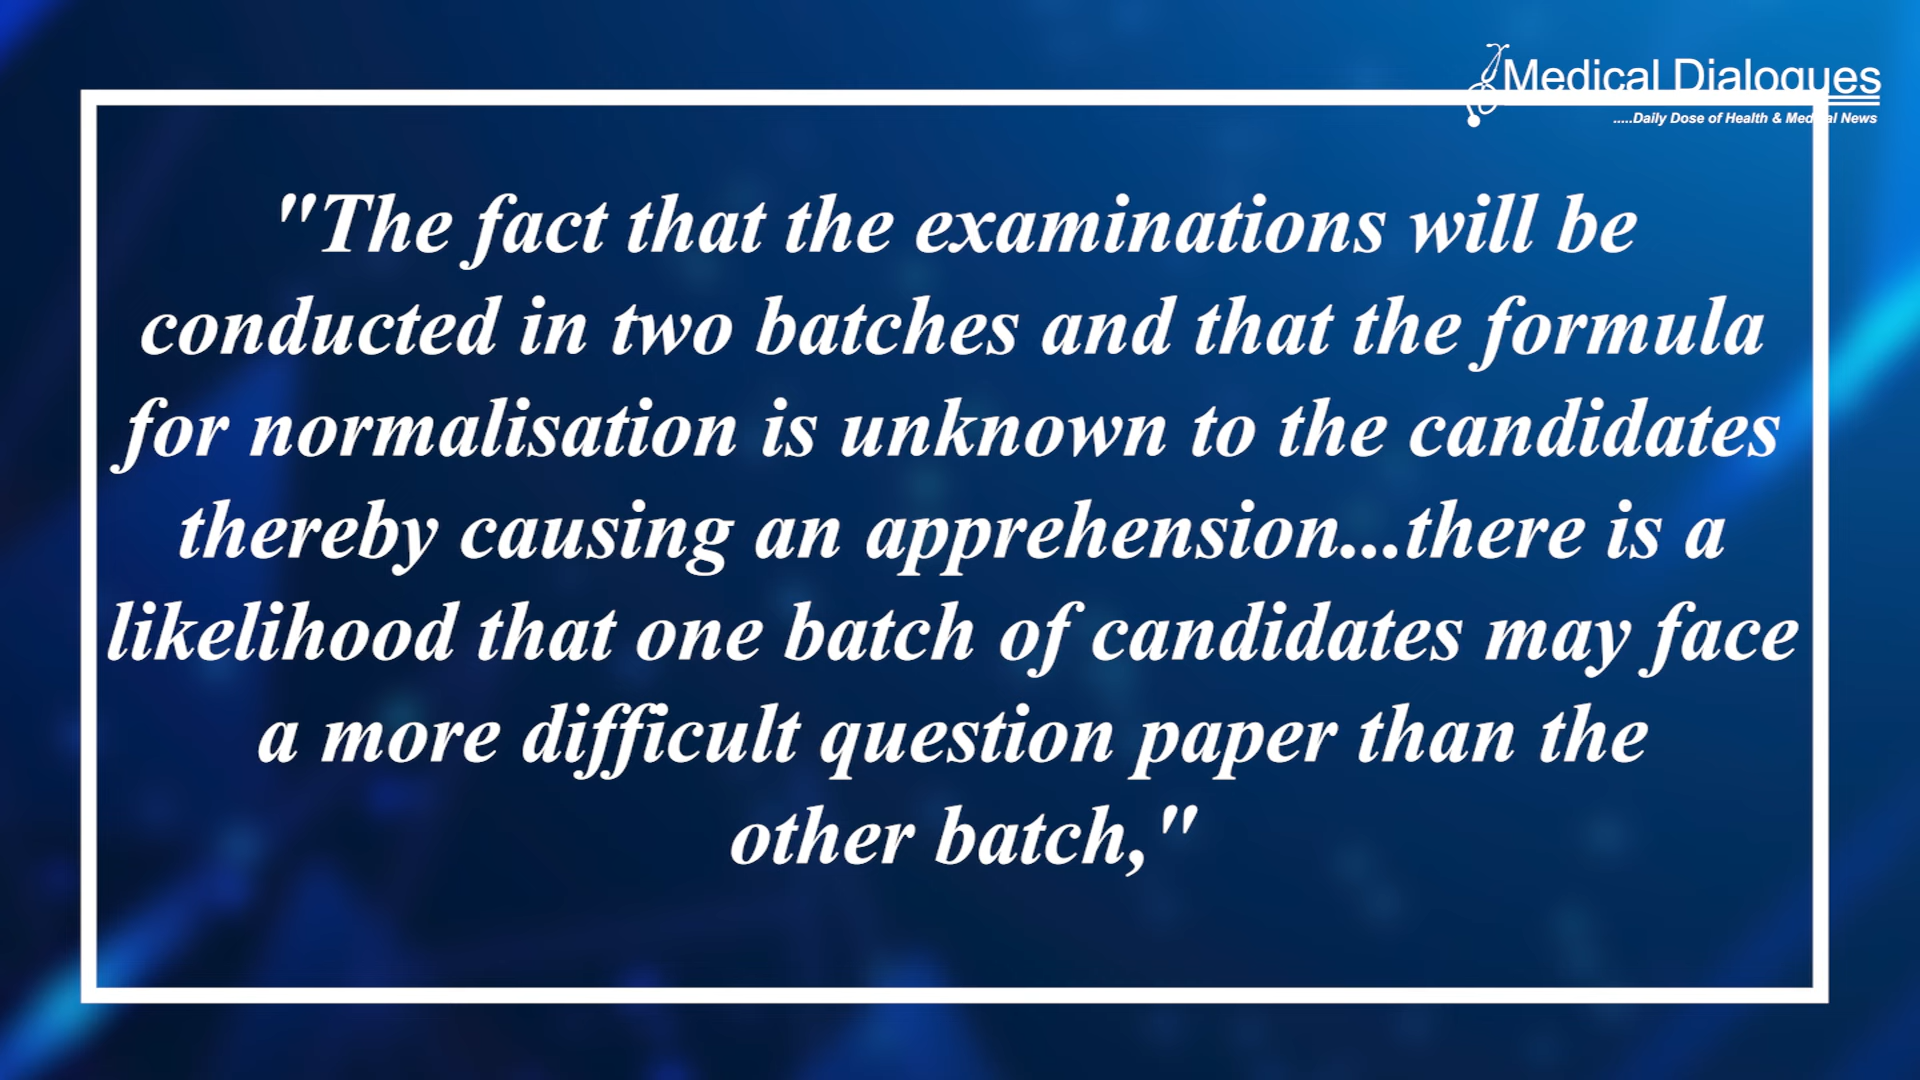 Medical Dialogues
.....Daily Dose of Health & Medical News
"The fact that the examinations will be
conducted in two batches and that the formula
for normalisation is unknown to the candidates
thereby causing an apprehension...there is a
likelihood that one batch of candidates may face
a more difficult question paper than the
other batch,"